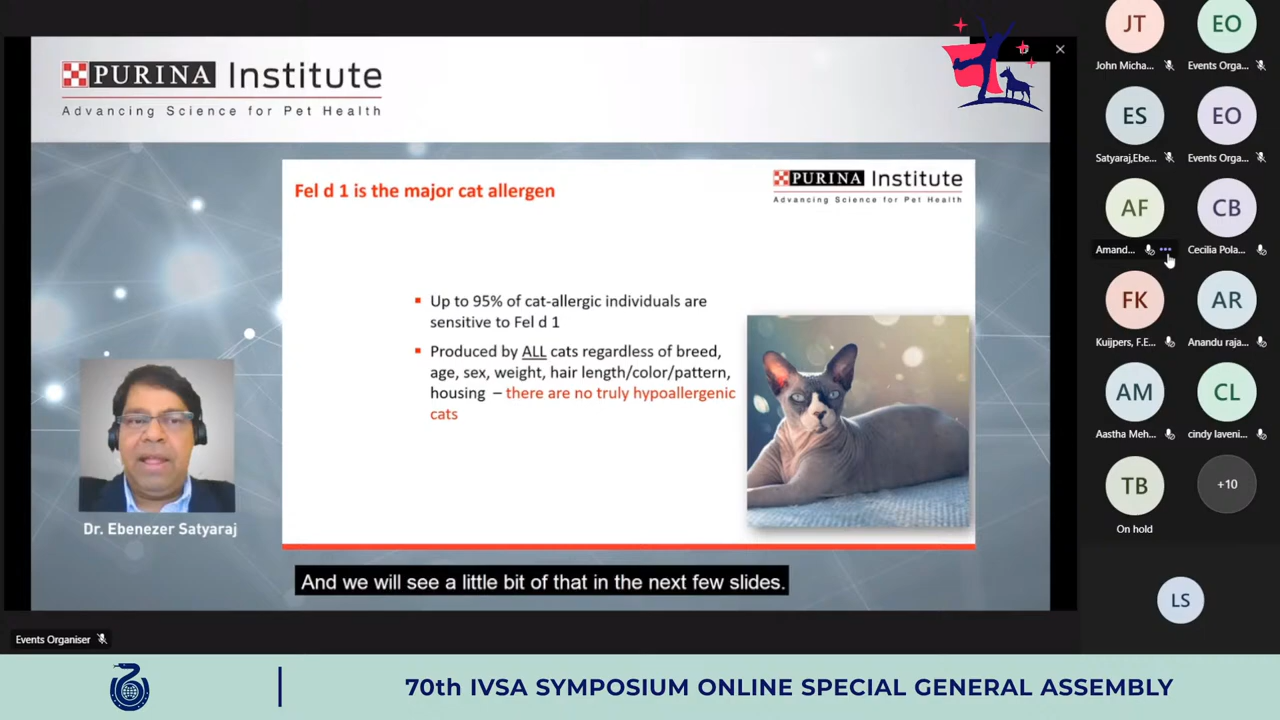 PURINA Institute
Advancing Science for Pet Health
Fel d 1 is the major cat allergen
PURINA Institute
Advancing Science for Pet Health
▪ Up to 95% of cat-allergic individuals are
sensitive to Fel d 1
▪ Produced by ALL cats regardless of breed,
age, sex, weight, hair length/color/pattern,
housing – there are no truly hypoallergenic
cats
Dr. Ebenezer Satyaraj
And we will see a little bit of that in the next few slides.
Events Organiser
JT
John Micha...
EO
Events Orga...
ES
Satyaraj,Ebe...
EO
Events Orga...
AF
Amand...
CB
Cecilia Pola...
FK
Kuijpers, F.E...
AR
Anandu raja...
AM
Aastha Meh...
CL
cindy laveni...
TB
On hold
+10
LS
70th IVSA SYMPOSIUM ONLINE SPECIAL GENERAL ASSEMBLY